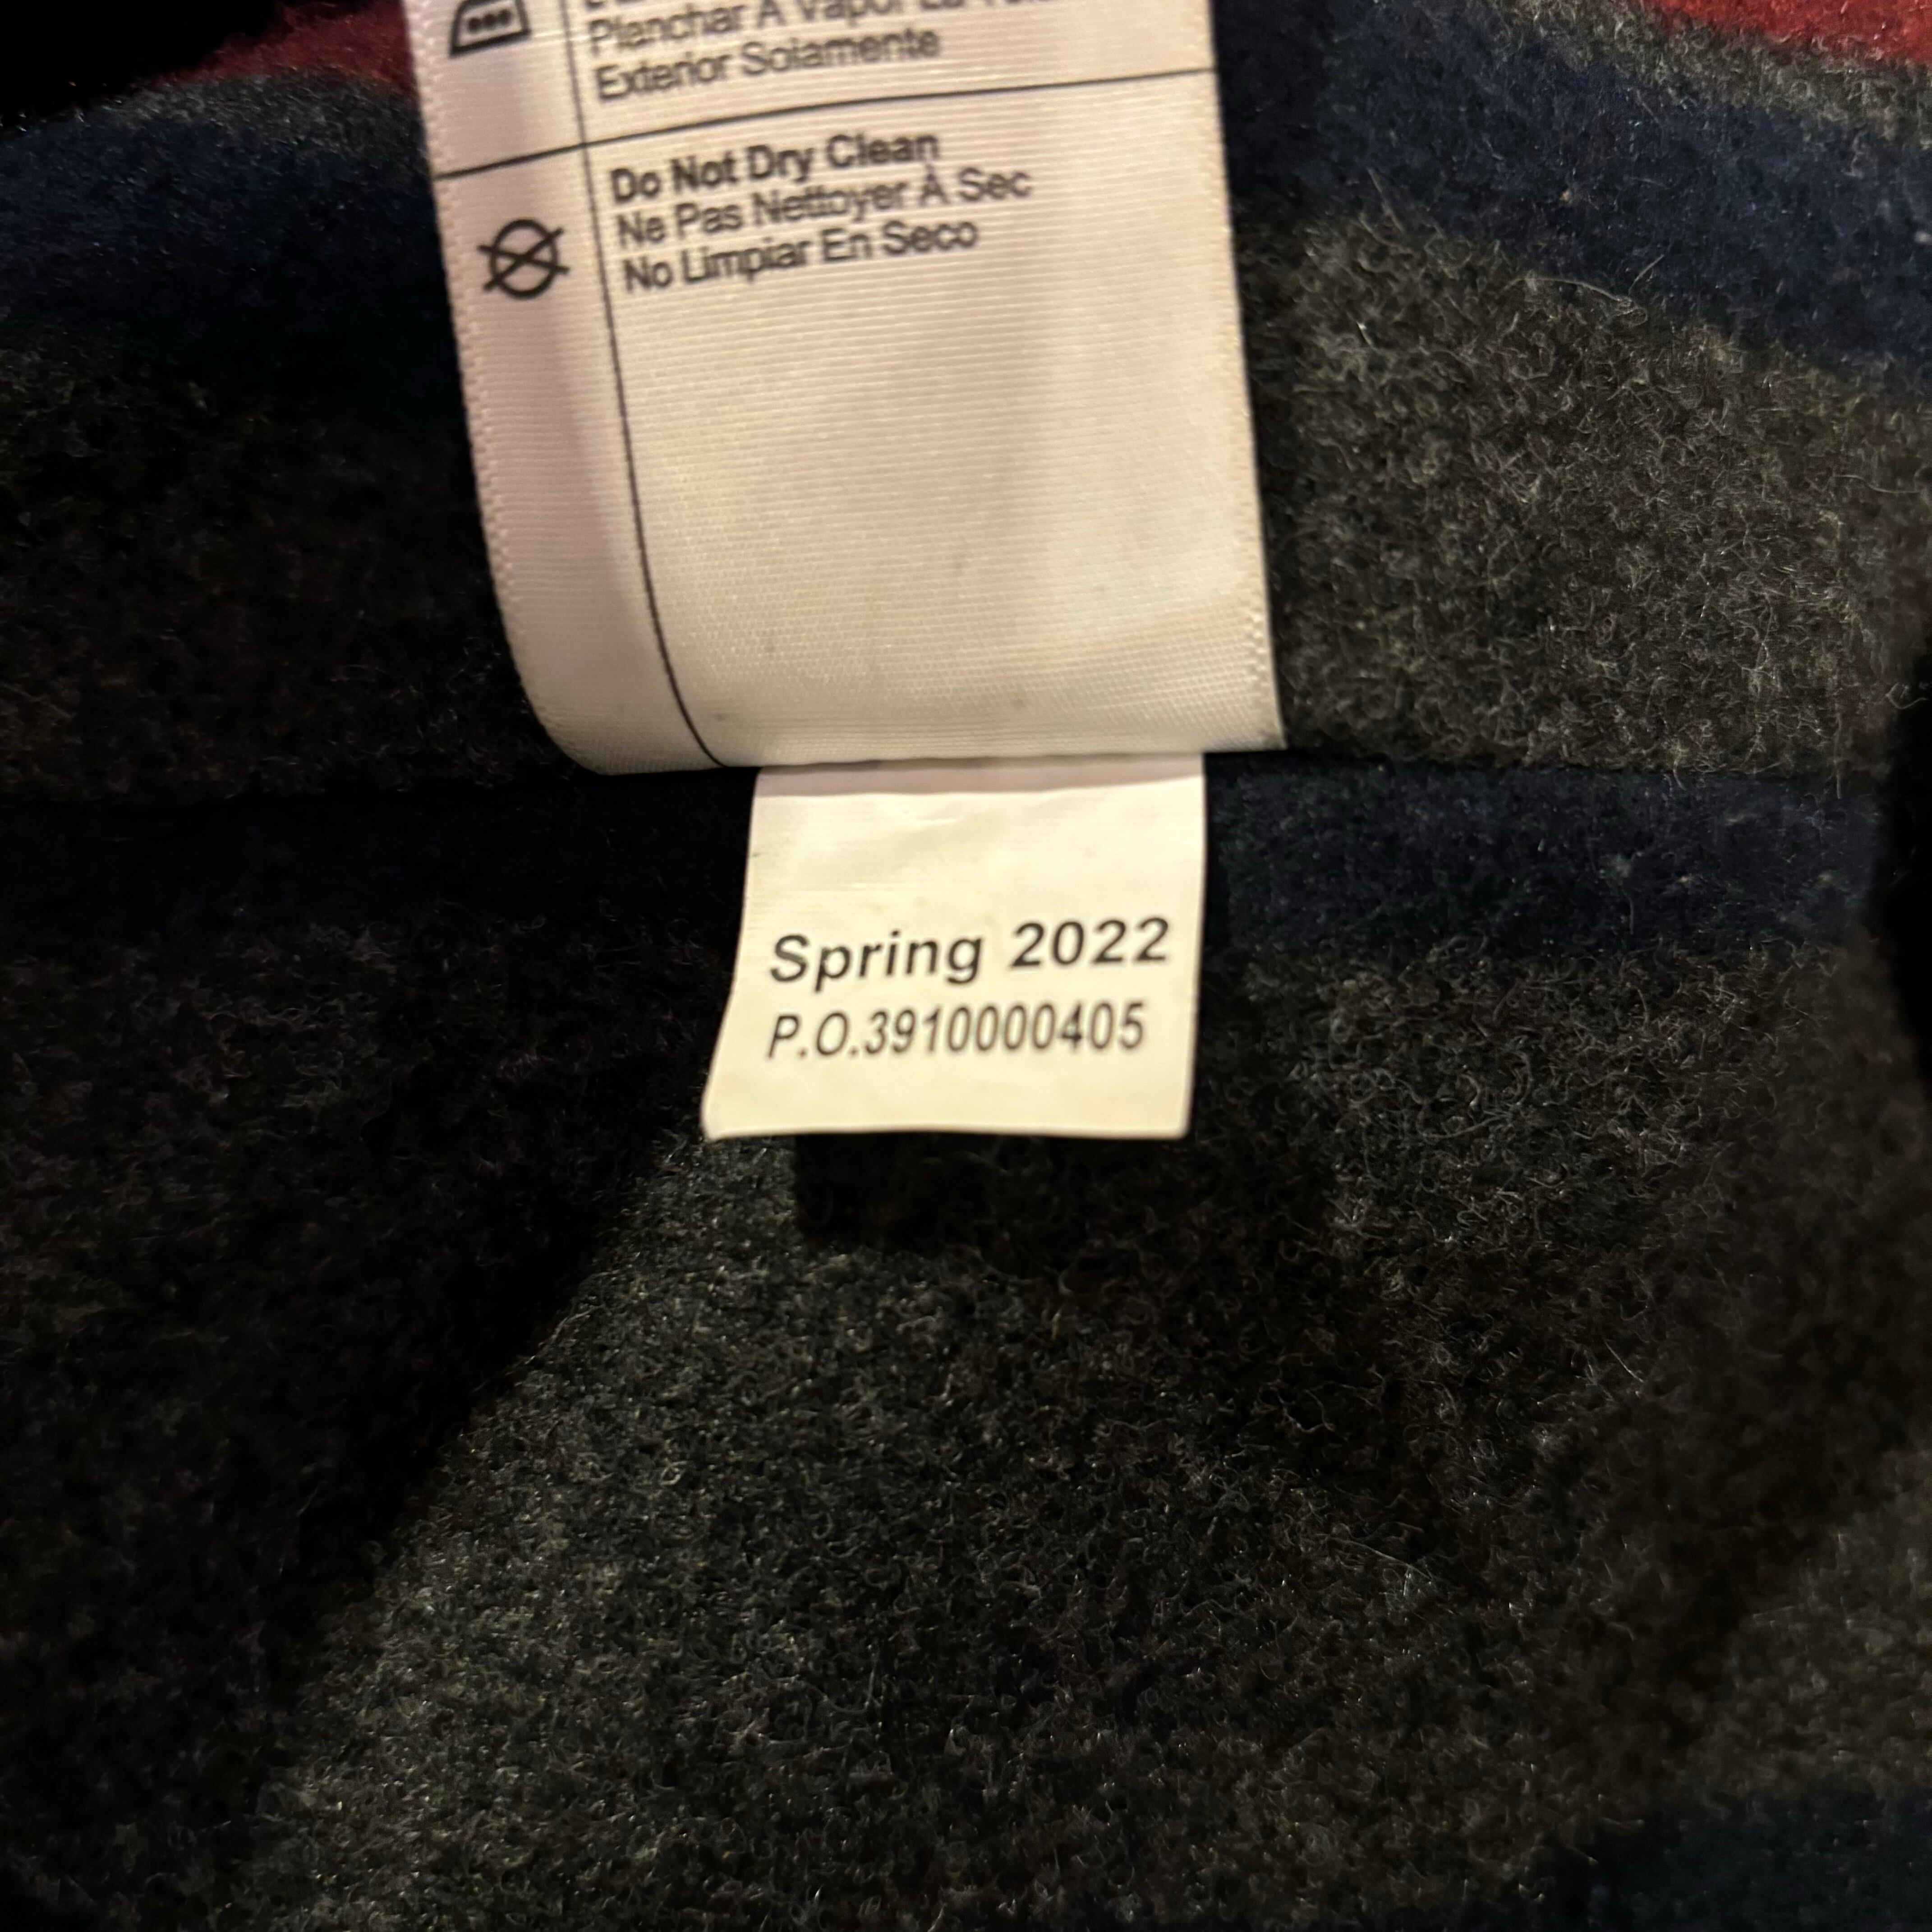 Planchar A Vapor La
Exterior Solamente
Do Not Dry Clean
Ne Pas Nettoyer À Sec
No Limpiar En Seco
Spring 2022
P.O.3910000405